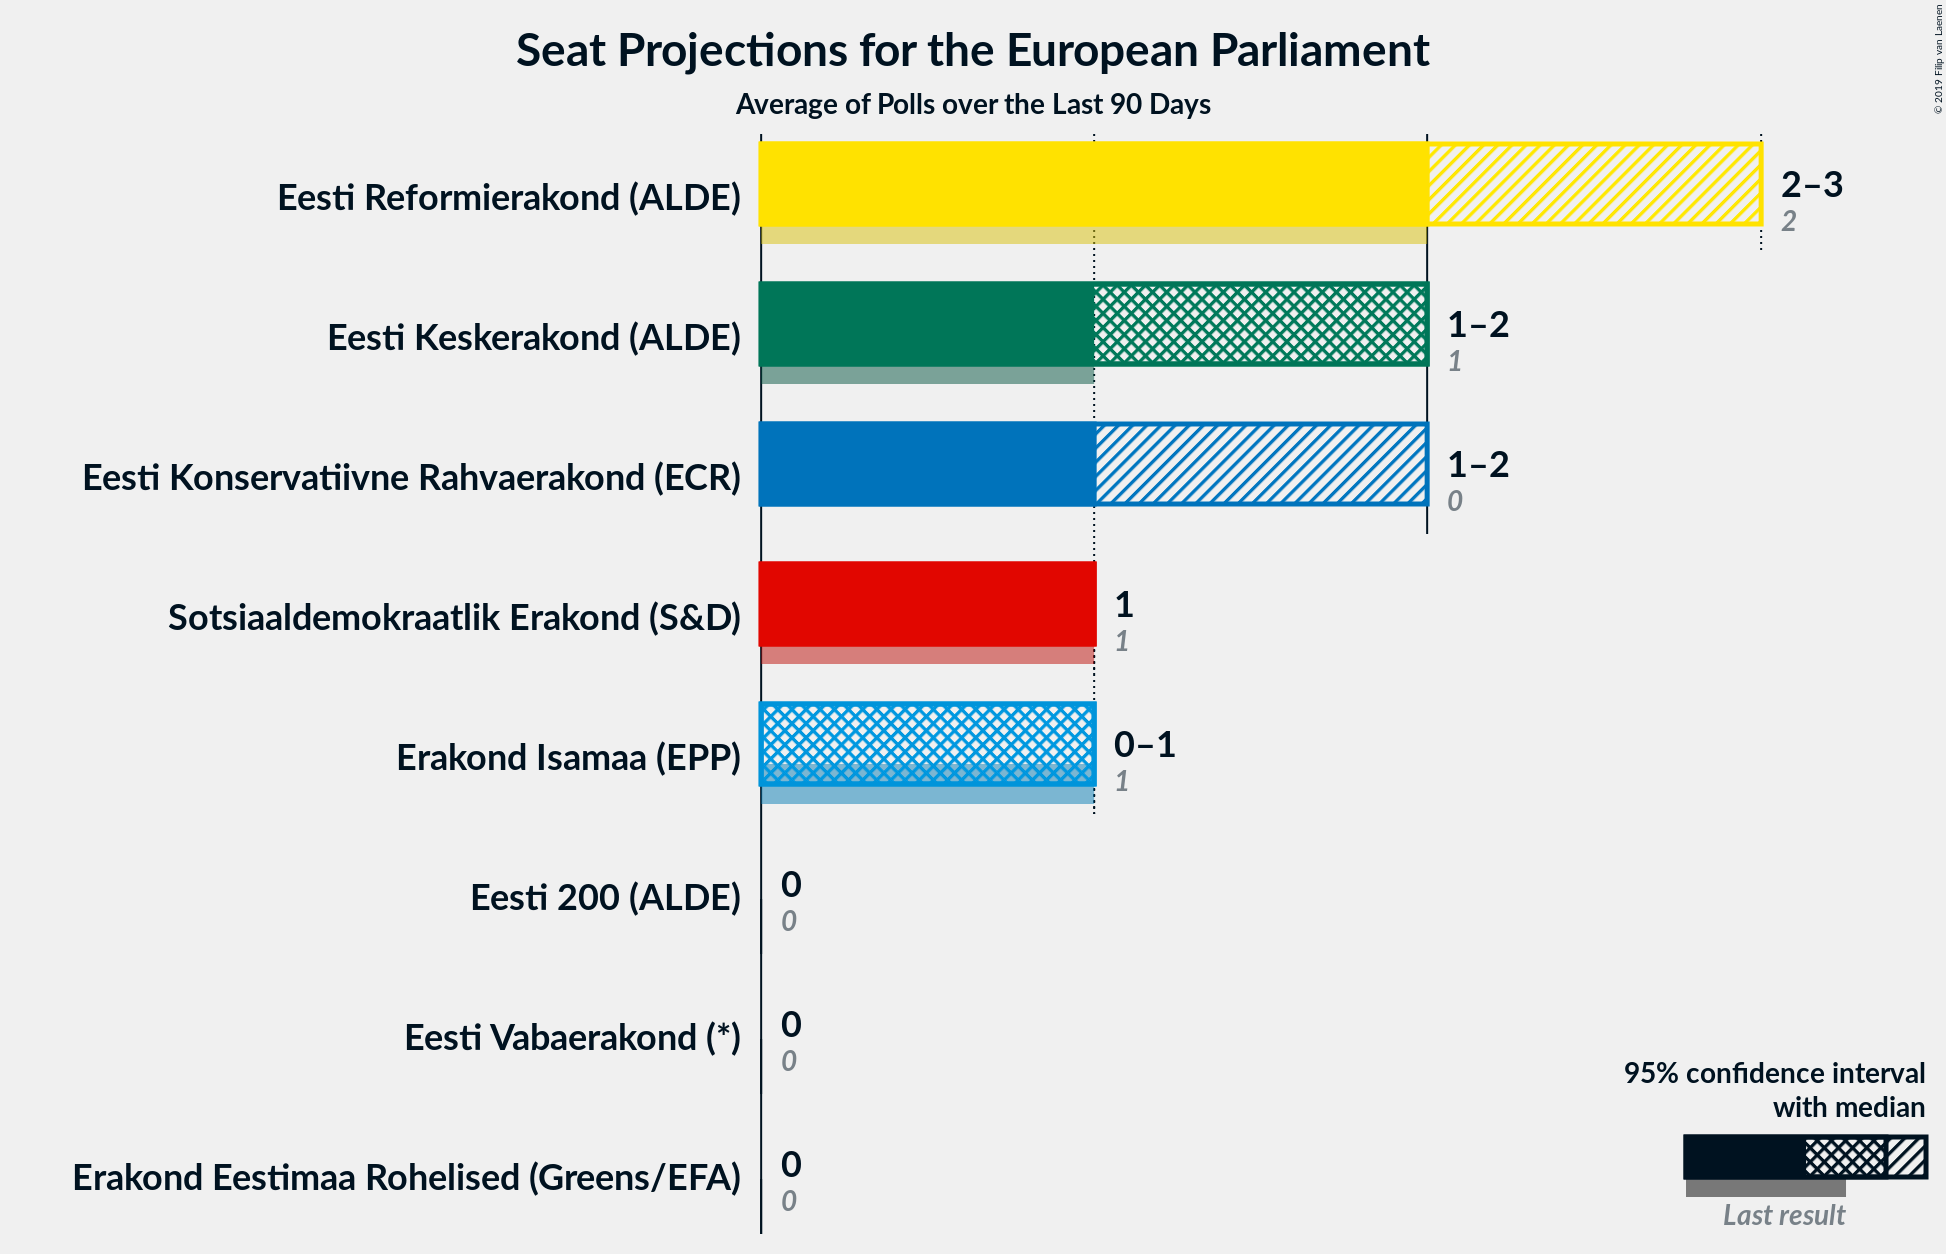 Seat Projections for the European Parliament
Average of Polls over the Last 90 Days
© 2019 Filip van Laenen
Eesti Reformierakond (ALDE)
2–3
2
Eesti Keskerakond (ALDE)
1–2
1
Eesti Konservatiivne Rahvaerakond (ECR)
1–2
0
Sotsiaaldemokraatlik Erakond (S&D)
1
1
Erakond Isamaa (EPP)
0–1
1
Eesti 200 (ALDE)
0
0
Eesti Vabaerakond (*)
0
0
Erakond Eestimaa Rohelised (Greens/EFA)
0
0
95% confidence interval
with median
Last result